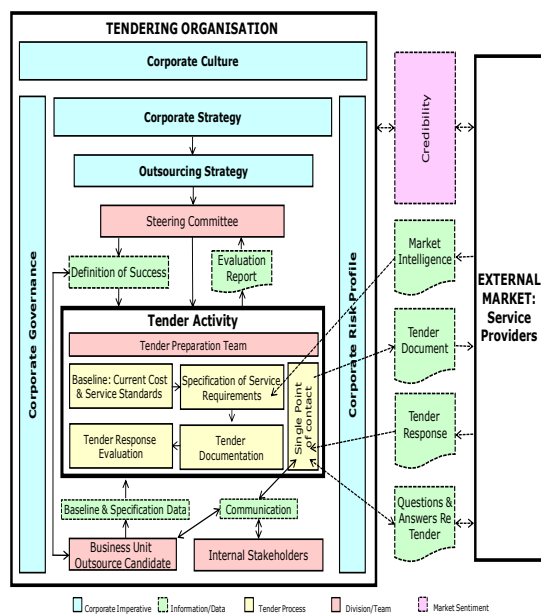 TENDERING ORGANISATION
Corporate Culture
Corporate Governance
Corporate Risk Profile
Corporate Strategy
Outsourcing Strategy
Steering Committee
Definition of Success
Evaluation
Report
Tender Activity
Tender Preparation Team
Baseline: Current Cost
& Service Standards
Specification of Service
Requirements
Single Point
of contact
Tender Response
Evaluation
Tender
Documentation
Baseline & Specification Data
Communication
Business Unit
Outsource Candidate
Internal Stakeholders
Credibility
Market
Intelligence
Tender
Document
Tender
Response
Questions &
Answers Re
Tender
EXTERNAL
MARKET:
Service
Providers
Corporate Imperative
Information/Data
Tender Process
Division/Team
Market Sentiment